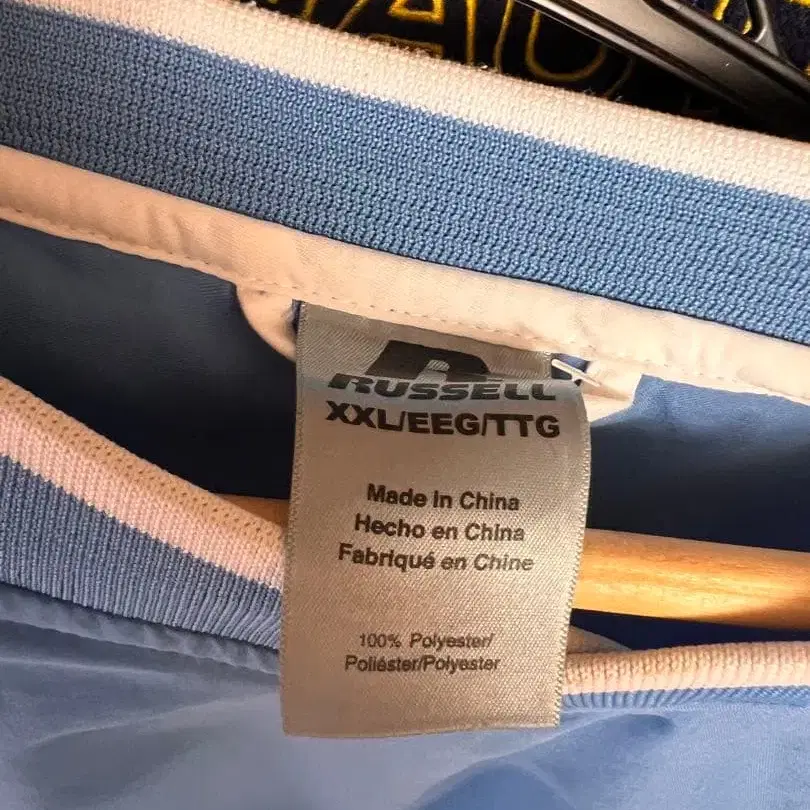 RUSSELL
XXL/EEG/TTG
Made in China
Hecho en China
Fabriqué en Chine
100% Polyester/
Poliéster/Polyester